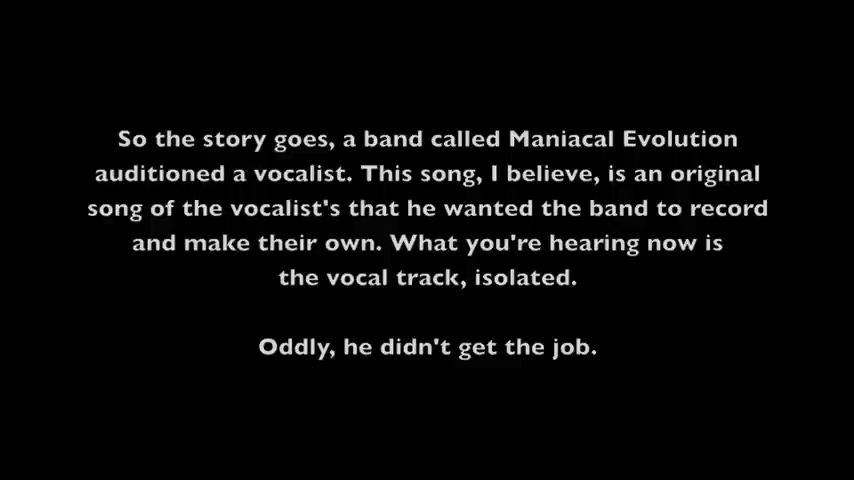 So the story goes, a band called Maniacal Evolution
auditioned a vocalist. This song, I believe, is an original
song of the vocalist's that he wanted the band to record
and make their own. What you're hearing now is
the vocal track, isolated.
Oddly, he didn't get the job.